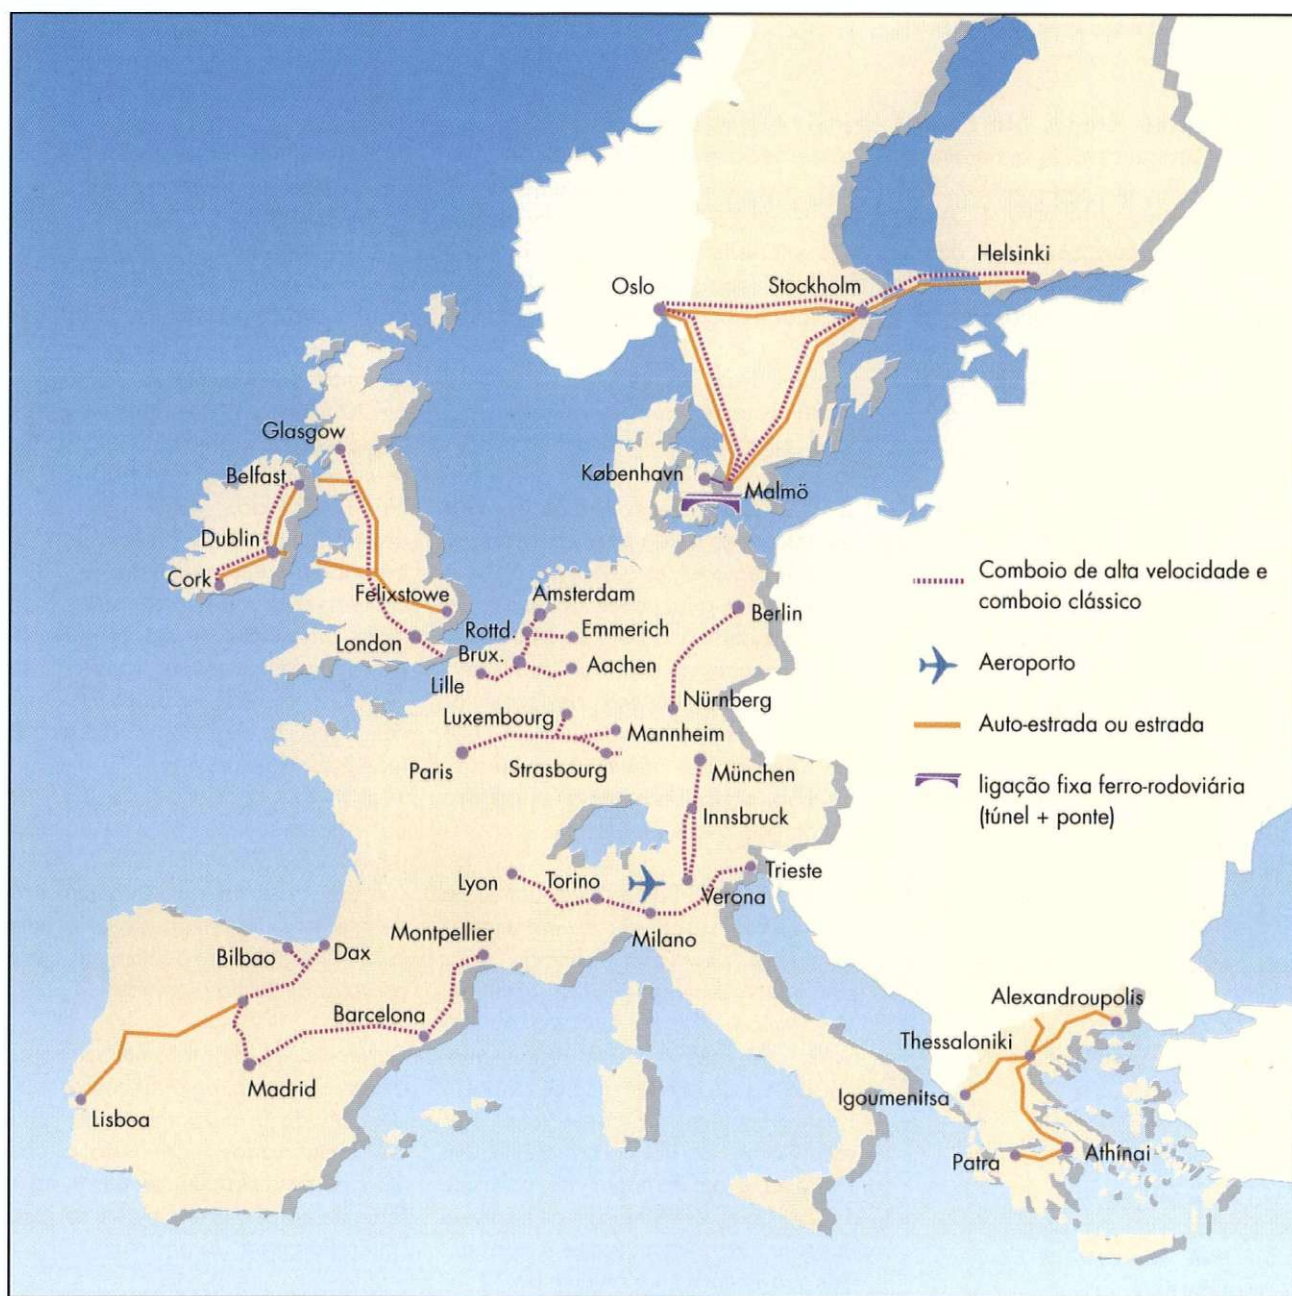 Helsinki
Oslo
Stockholm
Glasgow
Belfast
København
Malmö
Dublin
Cork
Felixstowe
Amsterdam
Berlin
London
Rottd.
Emmerich
Brux.
Aachen
Lille
Nürnberg
Luxembourg
Mannheim
Paris
Strasbourg
München
Innsbruck
Lyon
Torino
Trieste
Verona
Montpellier
Milano
Bilbao
Dax
Barcelona
Madrid
Lisboa
Alexandroupolis
Thessaloniki
Igoumenitsa
Patra
Athínai
Comboio de alta velocidade e
comboio clássico
Aeroporto
Auto-estrada ou estrada
ligação fixa ferro-rodoviária
(túnel + ponte)